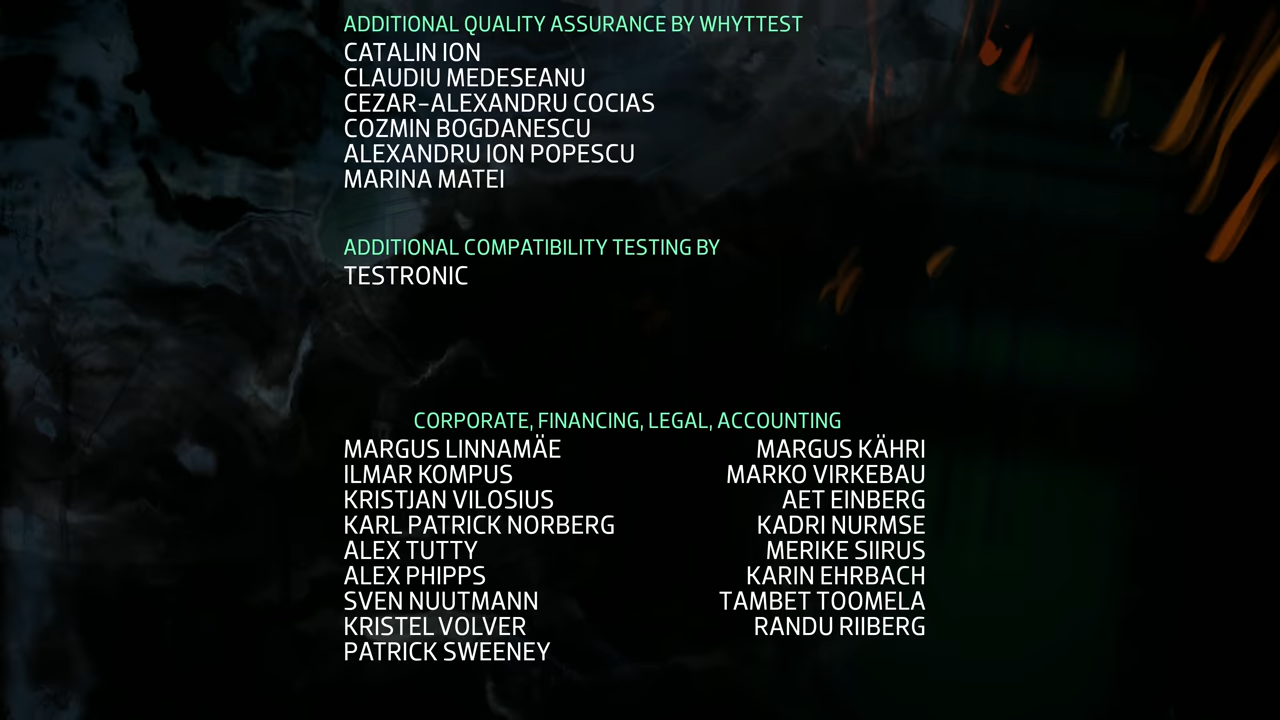 ADDITIONAL QUALITY ASSURANCE BY WHYTTEST
CATALIN ION
CLAUDIU MEDESEANU
CEZAR-ALEXANDRU COCIAS
COZMIN BOGDANESCU
ALEXANDRU ION POPESCU
MARINA MATEI
ADDITIONAL COMPATIBILITY TESTING BY
TESTRONIC
CORPORATE, FINANCING, LEGAL, ACCOUNTING
MARGUS LINNAMÄE
ILMAR KOMPUS
KRISTJAN VILOSIUS
KARL PATRICK NORBERG
ALEX TUTTY
ALEX PHIPPS
SVEN NUUTMANN
KRISTEL VOLVER
PATRICK SWEENEY
MARGUS KÄHRI
MARKO VIRKEBAU
AET EINBERG
KADRI NURMSE
MERIKE SIIRUS
KARIN EHRBACH
TAMBET TOOMELA
RANDU RIIBERG